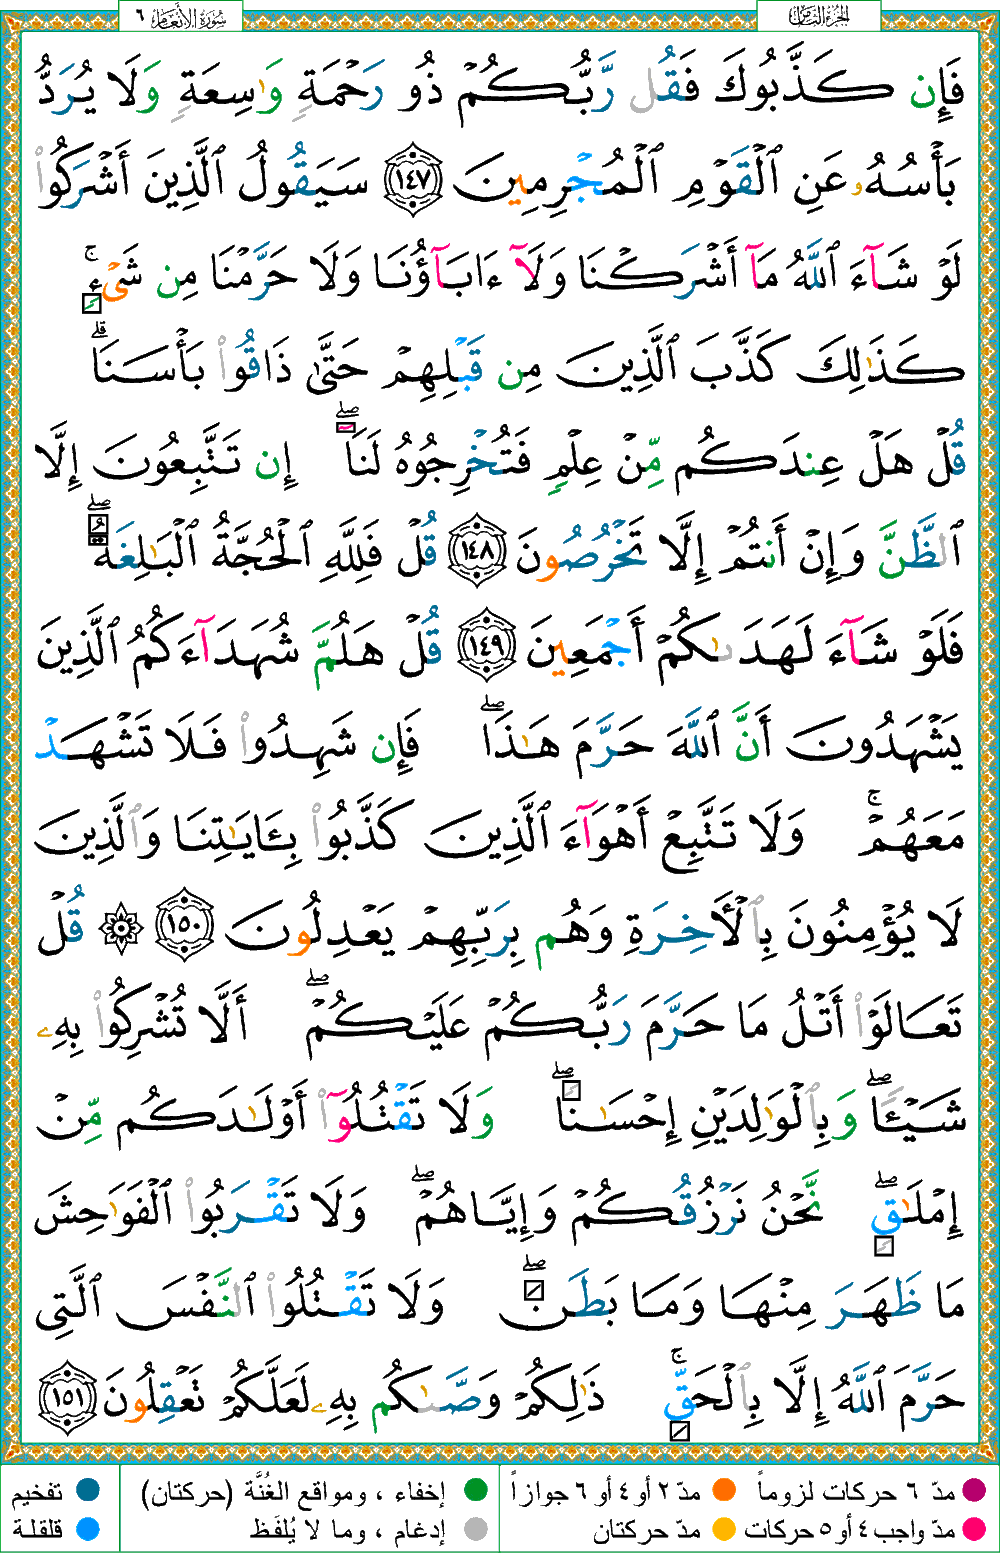 الجزء الثامن
سورة الأنعام ٦
فَإِن كَذَّبُوكَ فَقُل رَّبُّكُمْ ذُو رَحْمَةٍ وَٰسِعَةٍ وَلَا يُرَدُّ
بَأْسُهُۥ عَنِ ٱلْقَوْمِ ٱلْمُجْرِمِينَ ١٤٧ سَيَقُولُ ٱلَّذِينَ أَشْرَكُوا۟
لَوْ شَآءَ ٱللَّهُ مَآ أَشْرَكْنَا وَلَآ ءَابَآؤُنَا وَلَا حَرَّمْنَا مِن شَىْءٍ ۚ
كَذَٰلِكَ كَذَّبَ ٱلَّذِينَ مِن قَبْلِهِمْ حَتَّىٰ ذَاقُوا۟ بَأْسَنَا ۗ
قُلْ هَلْ عِندَكُم مِّنْ عِلْمٍ فَتُخْرِجُوهُ لَنَآ ۖ إِن تَتَّبِعُونَ إِلَّا
ٱلظَّنَّ وَإِنْ أَنتُمْ إِلَّا تَخْرُصُونَ ١٤٨ قُلْ فَلِلَّهِ ٱلْحُجَّةُ ٱلْبَٰلِغَةُ ۖ
فَلَوْ شَآءَ لَهَدَىٰكُمْ أَجْمَعِينَ ١٤٩ قُلْ هَلُمَّ شُهَدَآءَكُمُ ٱلَّذِينَ
يَشْهَدُونَ أَنَّ ٱللَّهَ حَرَّمَ هَٰذَا ۖ فَإِن شَهِدُوا۟ فَلَا تَشْهَدْ
مَعَهُمْ ۚ وَلَا تَتَّبِعْ أَهْوَآءَ ٱلَّذِينَ كَذَّبُوا۟ بِـَٔايَٰتِنَا وَٱلَّذِينَ
لَا يُؤْمِنُونَ بِٱلْـَٔاخِرَةِ وَهُم بِرَبِّهِمْ يَعْدِلُونَ ١٥٠ ۞ قُلْ
تَعَالَوْا۟ أَتْلُ مَا حَرَّمَ رَبُّكُمْ عَلَيْكُمْ ۖ أَلَّا تُشْرِكُوا۟ بِهِۦ
شَيْـًٔا ۖ وَبِٱلْوَٰلِدَيْنِ إِحْسَٰنًا ۖ وَلَا تَقْتُلُوٓا۟ أَوْلَٰدَكُم مِّنْ
إِمْلَٰقٍ ۖ نَّحْنُ نَرْزُقُكُمْ وَإِيَّاهُمْ ۖ وَلَا تَقْرَبُوا۟ ٱلْفَوَٰحِشَ
مَا ظَهَرَ مِنْهَا وَمَا بَطَنَ ۖ وَلَا تَقْتُلُوا۟ ٱلنَّفْسَ ٱلَّتِى
حَرَّمَ ٱللَّهُ إِلَّا بِٱلْحَقِّ ۚ ذَٰلِكُمْ وَصَّىٰكُم بِهِۦ لَعَلَّكُمْ تَعْقِلُونَ ١٥١
مدّ ٦ حركات لزوماً مدّ ٢ أو ٤ أو ٦ جوازاً إخفاء ، ومواقع الغُنَّة (حركتان) تفخيم
مدّ واجب ٤ أو ٥ حركات مدّ حركتان إدغام ، وما لا يُلفَظ قلقلة